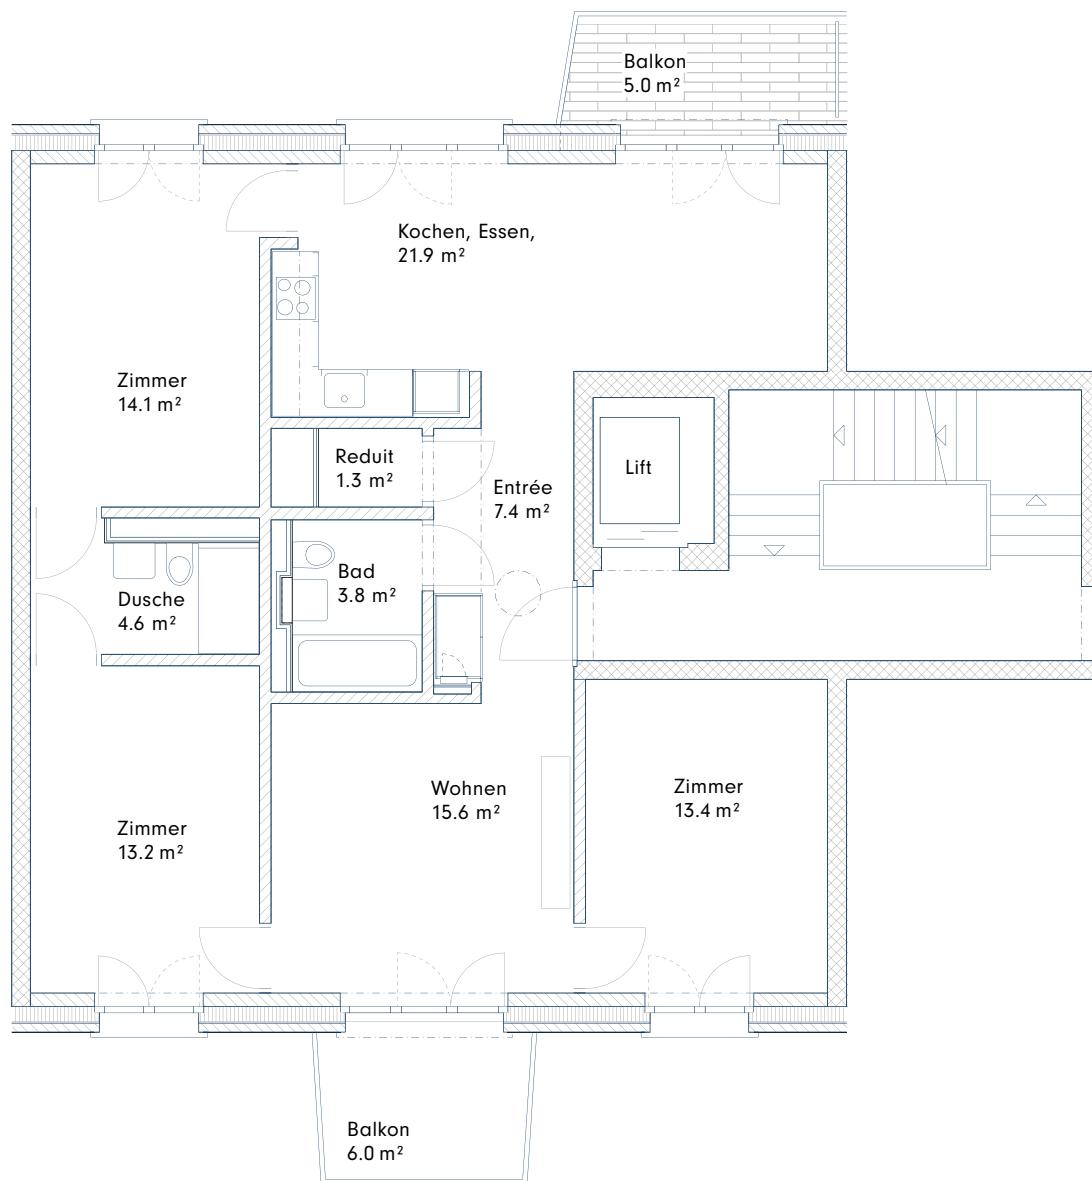 Balkon
5.0 m²
Kochen, Essen,
21.9 m²
Zimmer
14.1 m²
Reduit
1.3 m²
Entrée
7.4 m²
Lift
Bad
3.8 m²
Dusche
4.6 m²
Wohnen
15.6 m²
Zimmer
13.4 m²
Zimmer
13.2 m²
Balkon
6.0 m²